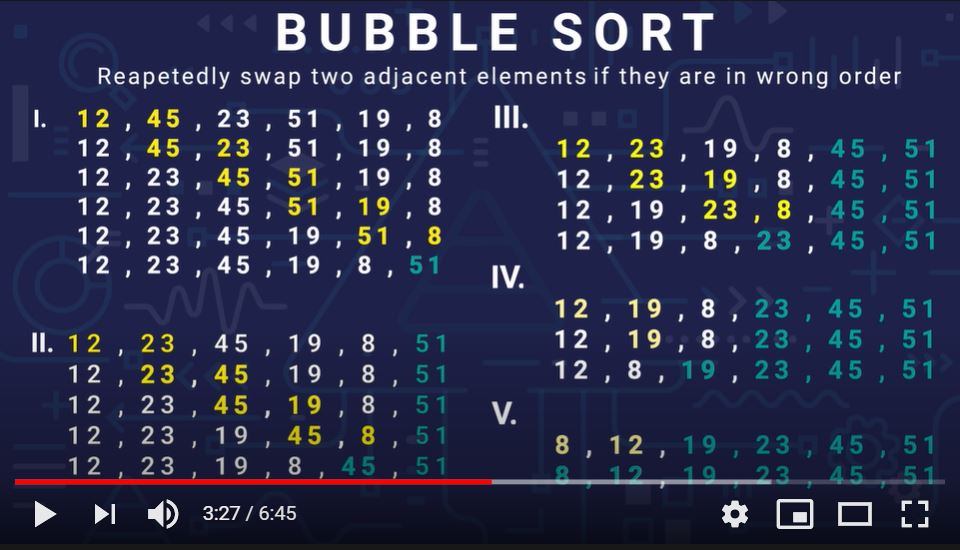 BUBBLE SORT
Reapetedly swap two adjacent elements if they are in wrong order
I. 12 , 45 , 23 , 51 , 19 , 8
12 , 45 , 23 , 51 , 19 , 8
12 , 23 , 45 , 51 , 19 , 8
12 , 23 , 45 , 51 , 19 , 8
12 , 23 , 45 , 19 , 51 , 8
12 , 23 , 45 , 19 , 8 , 51
II. 12 , 23 , 45 , 19 , 8 , 51
12 , 23 , 45 , 19 , 8 , 51
12 , 23 , 45 , 19 , 8 , 51
12 , 23 , 19 , 45 , 8 , 51
12 , 23 , 19 , 8 , 45 , 51
III.
12 , 23 , 19 , 8 , 45 , 51
12 , 23 , 19 , 8 , 45 , 51
12 , 19 , 23 , 8 , 45 , 51
12 , 19 , 8 , 23 , 45 , 51
IV.
12 , 19 , 8 , 23 , 45 , 51
12 , 19 , 8 , 23 , 45 , 51
12 , 8 , 19 , 23 , 45 , 51
V.
8 , 12 , 19 , 23 , 45 , 51
8 , 12 , 19 , 23 , 45 , 51
3:27 / 6:45